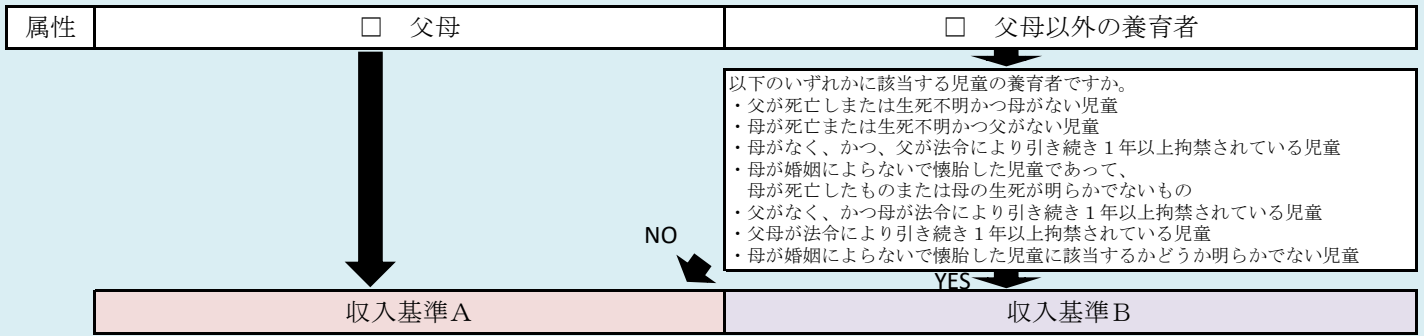 属性
□ 父母
□ 父母以外の養育者
以下のいずれかに該当する児童の養育者ですか。
・父が死亡しまたは生死不明かつ母がない児童
・母が死亡または生死不明かつ父がない児童
・母がなく、かつ、父が法令により引き続き１年以上拘禁されている児童
・母が婚姻によらないで懐胎した児童であって、
母が死亡したものまたは母の生死が明らかでないもの
・父がなく、かつ母が法令により引き続き１年以上拘禁されている児童
・父母が法令により引き続き１年以上拘禁されている児童
・母が婚姻によらないで懐胎した児童に該当するかどうか明らかでない児童
NO
YES
収入基準Ａ
収入基準Ｂ